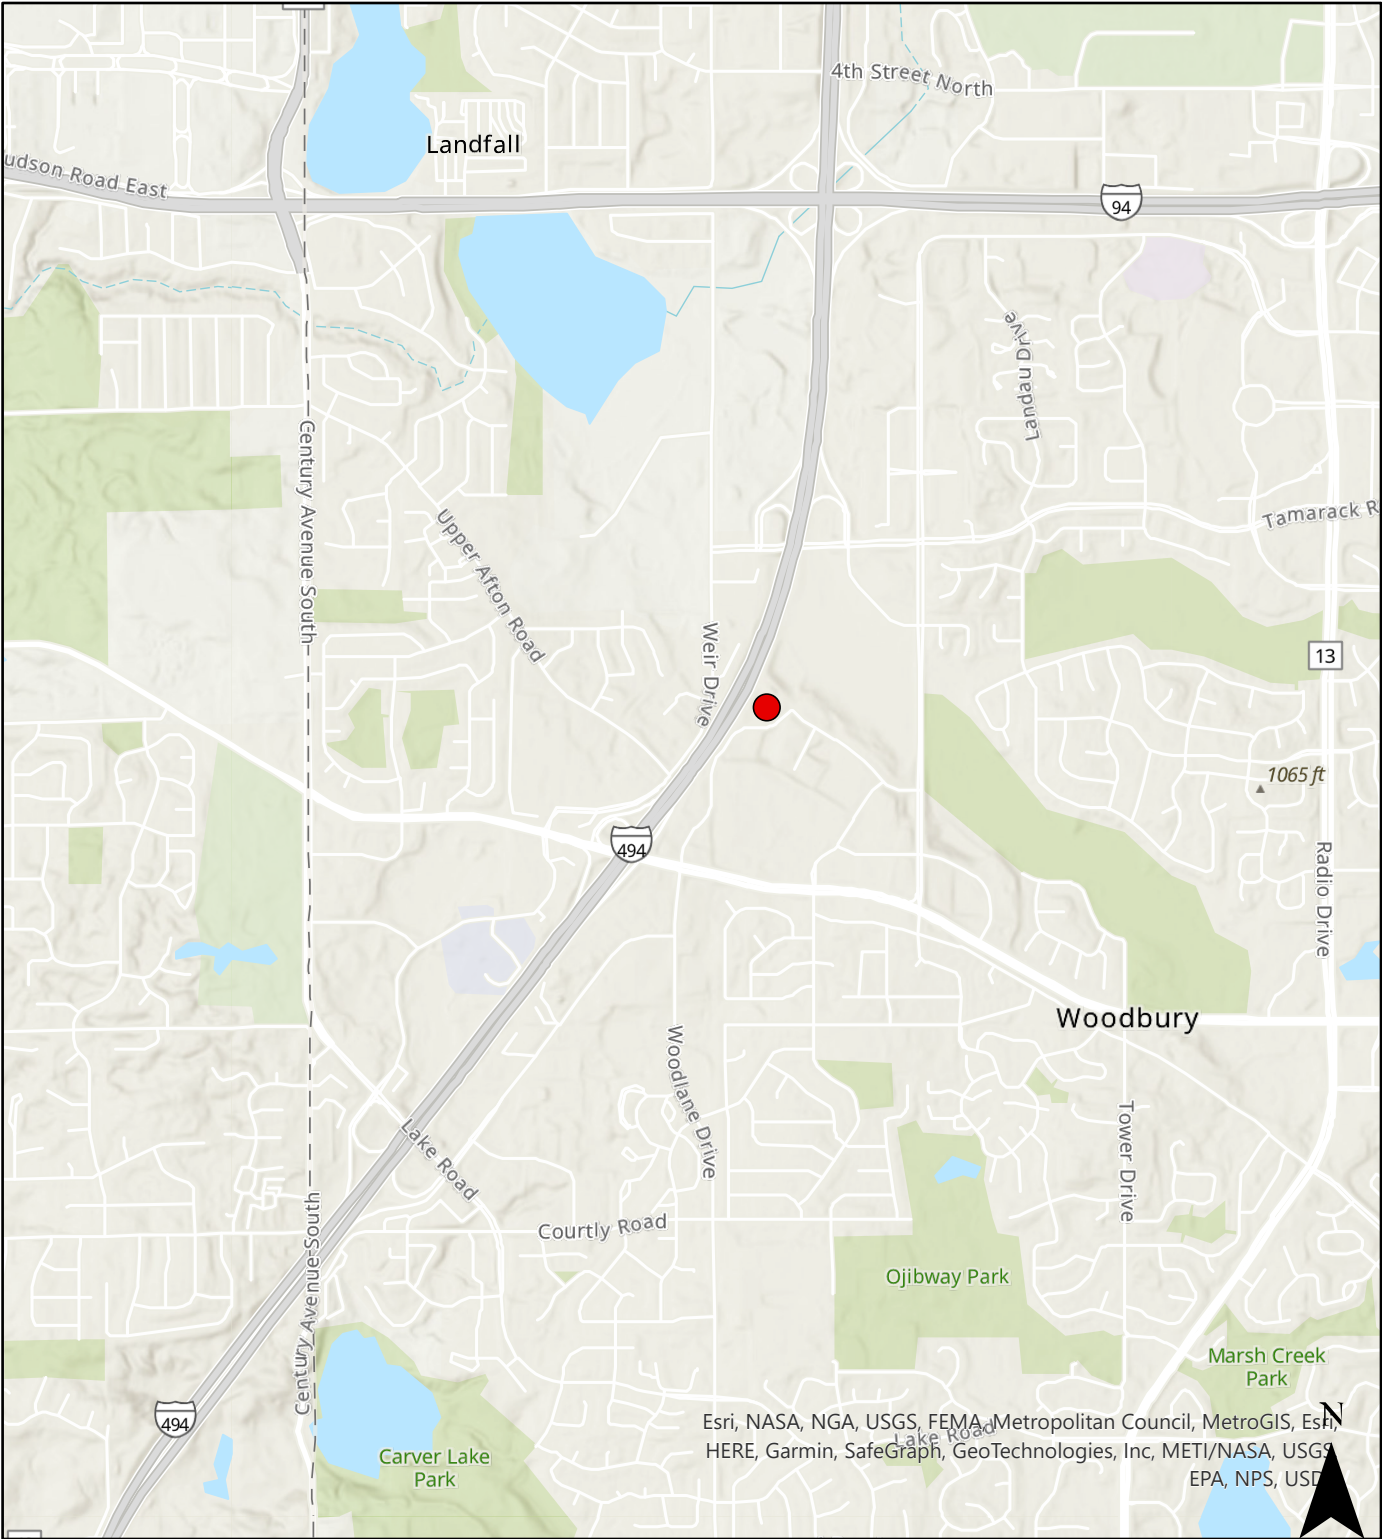 4th Street North
Landfall
udson Road East
94
Landau Drive
Century Avenue South
Upper Afton Road
Tamarack R
Weir Drive
13
1065 ft
494
Radio Drive
Woodbury
Woodlane Drive
Tower Drive
Lake Road
Courtly Road
Century Avenue South
Ojibway Park
Marsh Creek
Park
494
Carver Lake
Park
Lake Road
N
Esri, NASA, NGA, USGS, FEMA, Metropolitan Council, MetroGIS, Esri,
HERE, Garmin, SafeGraph, GeoTechnologies, Inc, METI/NASA, USGS
EPA, NPS, USD